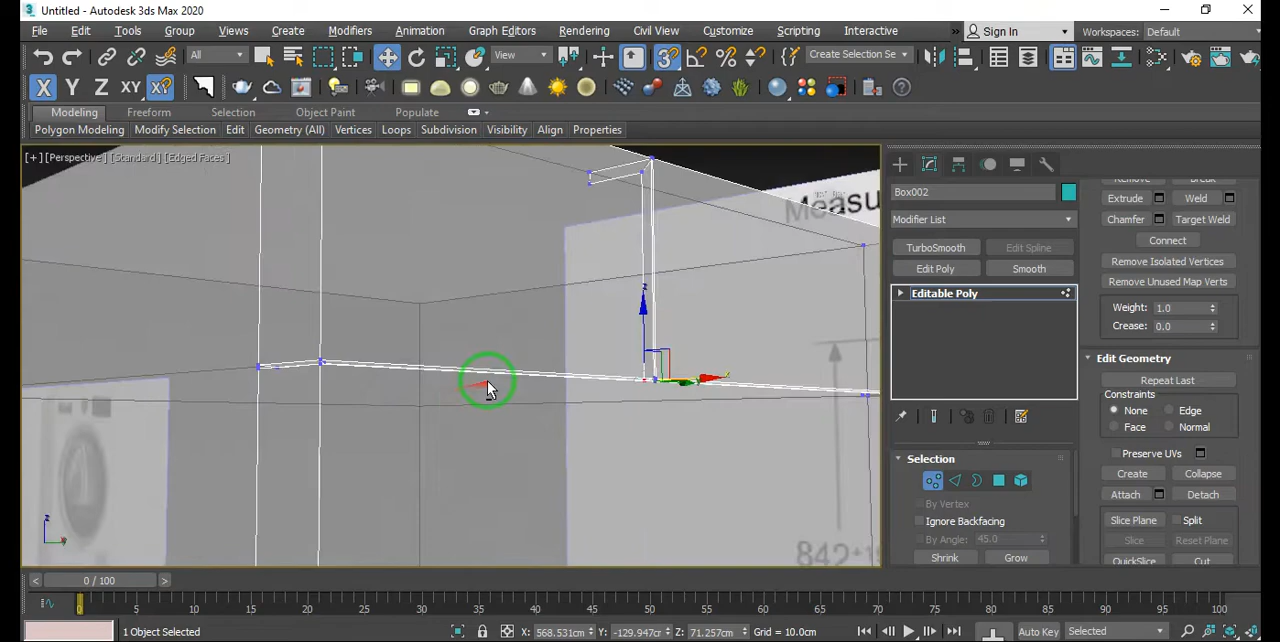 Untitled - Autodesk 3ds Max 2020
File Edit Tools Group Views Create Modifiers Animation Graph Editors Rendering Civil View Customize Scripting Interactive Sign In Workspaces: Default
All View Create Selection Se
X Y Z XY X?
Modeling Freeform Selection Object Paint Populate
Polygon Modeling Modify Selection Edit Geometry (All) Vertices Loops Subdivision Visibility Align Properties
[+] [Perspective] [Standard] [Edged Faces]
Measu
842*
Box002
Modifier List
TurboSmooth Edit Spline
Edit Poly Smooth
Editable Poly
Selection
By Vertex
Ignore Backfacing
By Angle: 45.0
Shrink Grow
Remove Break
Extrude Weld
Chamfer Target Weld
Connect
Remove Isolated Vertices
Remove Unused Map Verts
Weight: 1.0
Crease: 0.0
Edit Geometry
Repeat Last
Constraints
None Edge
Face Normal
Preserve UVs
Create Collapse
Attach Detach
Slice Plane Split
Slice Reset Plane
QuickSlice Cut
0 / 100
0 5 10 15 20 25 30 35 40 45 50 55 60 65 70 75 80 85 90 95 100
1 Object Selected X: 568.531cm Y: -129.947cm Z: 71.257cm Grid = 10.0cm Auto Key Selected